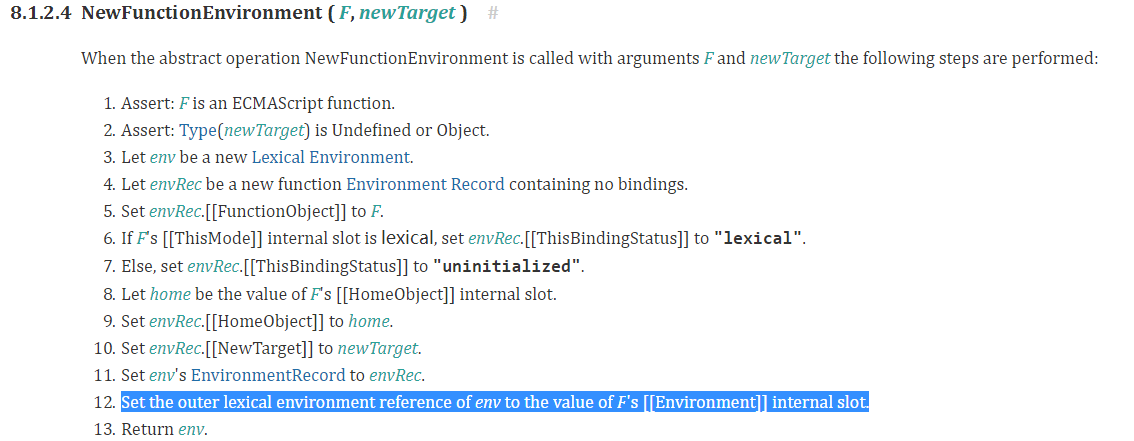 8.1.2.4 NewFunctionEnvironment ( F, newTarget ) #
When the abstract operation NewFunctionEnvironment is called with arguments F and newTarget the following steps are performed:
1. Assert: F is an ECMAScript function.
2. Assert: Type(newTarget) is Undefined or Object.
3. Let env be a new Lexical Environment.
4. Let envRec be a new function Environment Record containing no bindings.
5. Set envRec.[[FunctionObject]] to F.
6. If F's [[ThisMode]] internal slot is lexical, set envRec.[[ThisBindingStatus]] to "lexical".
7. Else, set envRec.[[ThisBindingStatus]] to "uninitialized".
8. Let home be the value of F's [[HomeObject]] internal slot.
9. Set envRec.[[HomeObject]] to home.
10. Set envRec.[[NewTarget]] to newTarget.
11. Set env's EnvironmentRecord to envRec.
12. Set the outer lexical environment reference of env to the value of F's [[Environment]] internal slot.
13. Return env.